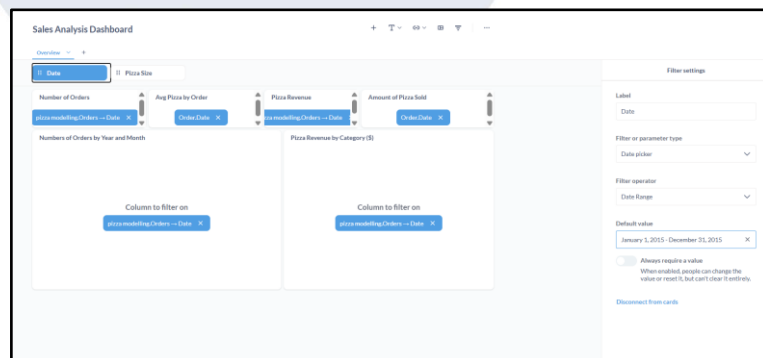 Sales Analysis Dashboard
Overview
Date
Pizza Size
Number of Orders
Avg Pizza by Order
Pizza Revenue
Amount of Pizza Sold
pizza modelling,Orders → Date
Order.Date
pizza modelling,Orders → Date
Order.Date
Numbers of Orders by Year and Month
Pizza Revenue by Category ($)
Column to filter on
pizza modelling,Orders → Date
Column to filter on
pizza modelling,Orders → Date
Filter settings
Label
Date
Filter or parameter type
Date picker
Filter operator
Date Range
Default value
January 1, 2015 - December 31, 2015
Always require a value
When enabled, people can change the
value or reset it, but can't clear it entirely.
Disconnect from cards